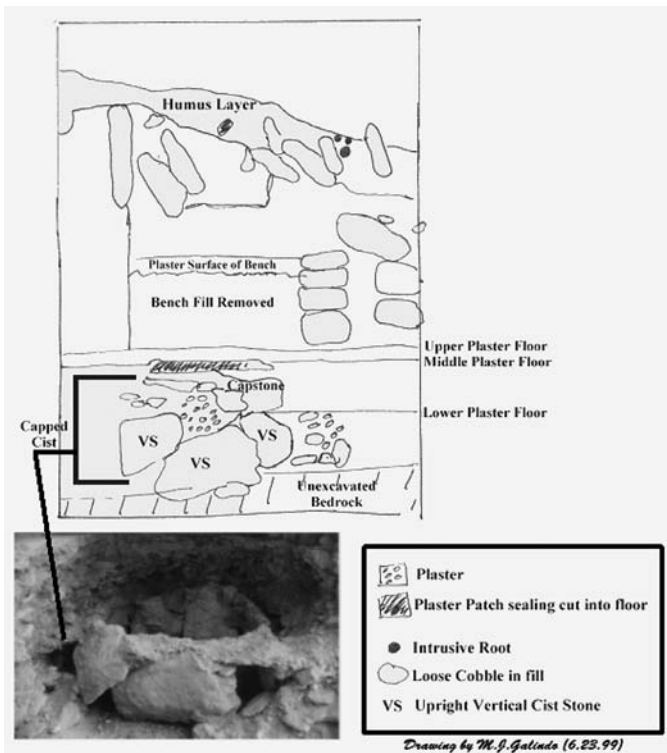 Humus Layer
Plaster Surface of Bench
Bench Fill Removed
Upper Plaster Floor
Middle Plaster Floor
Capstone
Lower Plaster Floor
Capped
Cist
VS
VS
VS
Unexcavated
Bedrock
Plaster
Plaster Patch sealing cut into floor
Intrusive Root
Loose Cobble in fill
VS Upright Vertical Cist Stone
Drawing by M.J.Galindo (6.23.99)